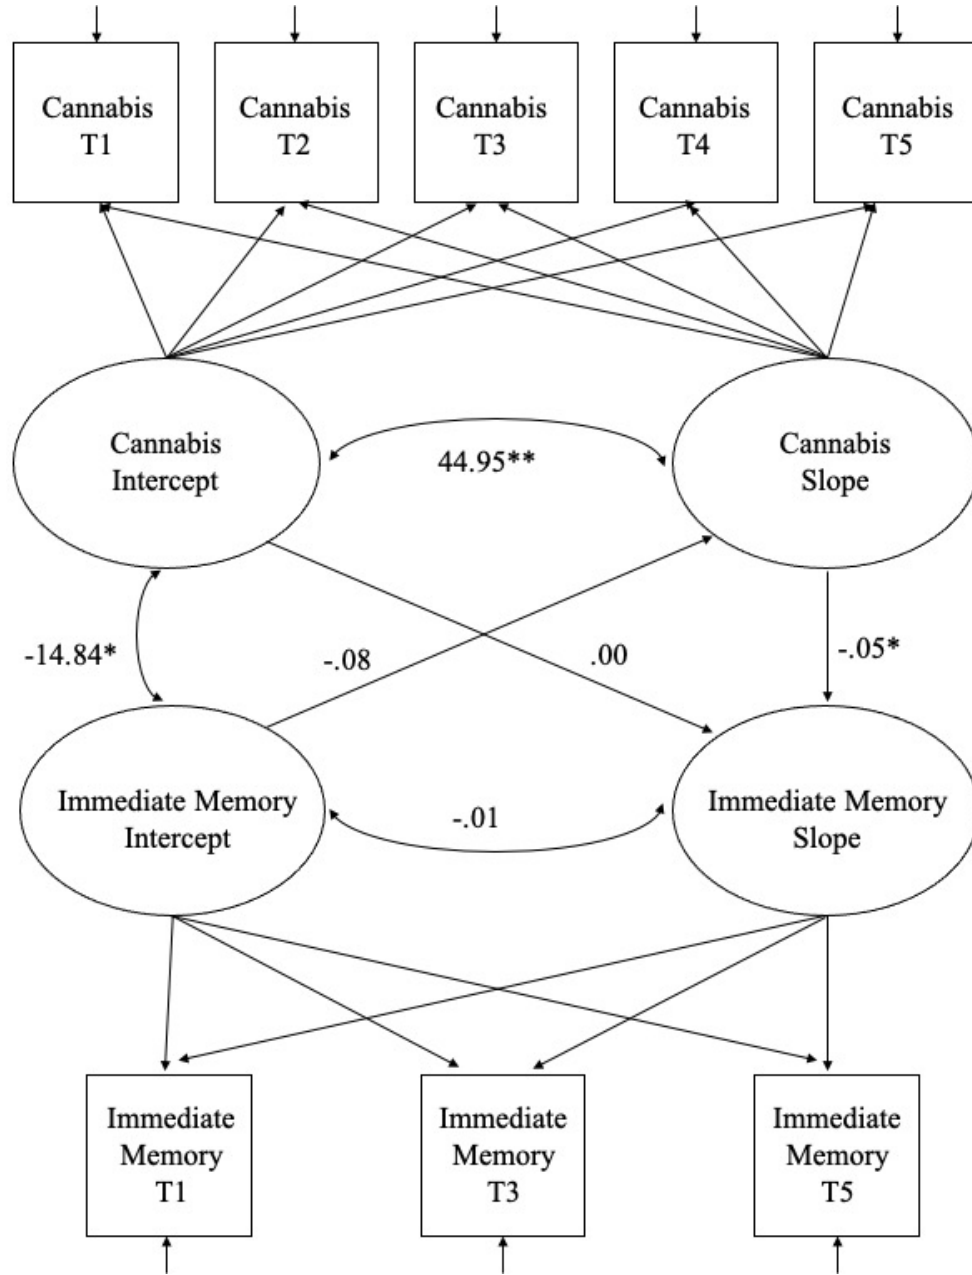 Cannabis
T1
Cannabis
T2
Cannabis
T3
Cannabis
T4
Cannabis
T5
Cannabis
Intercept
44.95**
Cannabis
Slope
-14.84*
-.08
.00
-.05*
Immediate Memory
Intercept
-.01
Immediate Memory
Slope
Immediate
Memory
T1
Immediate
Memory
T3
Immediate
Memory
T5